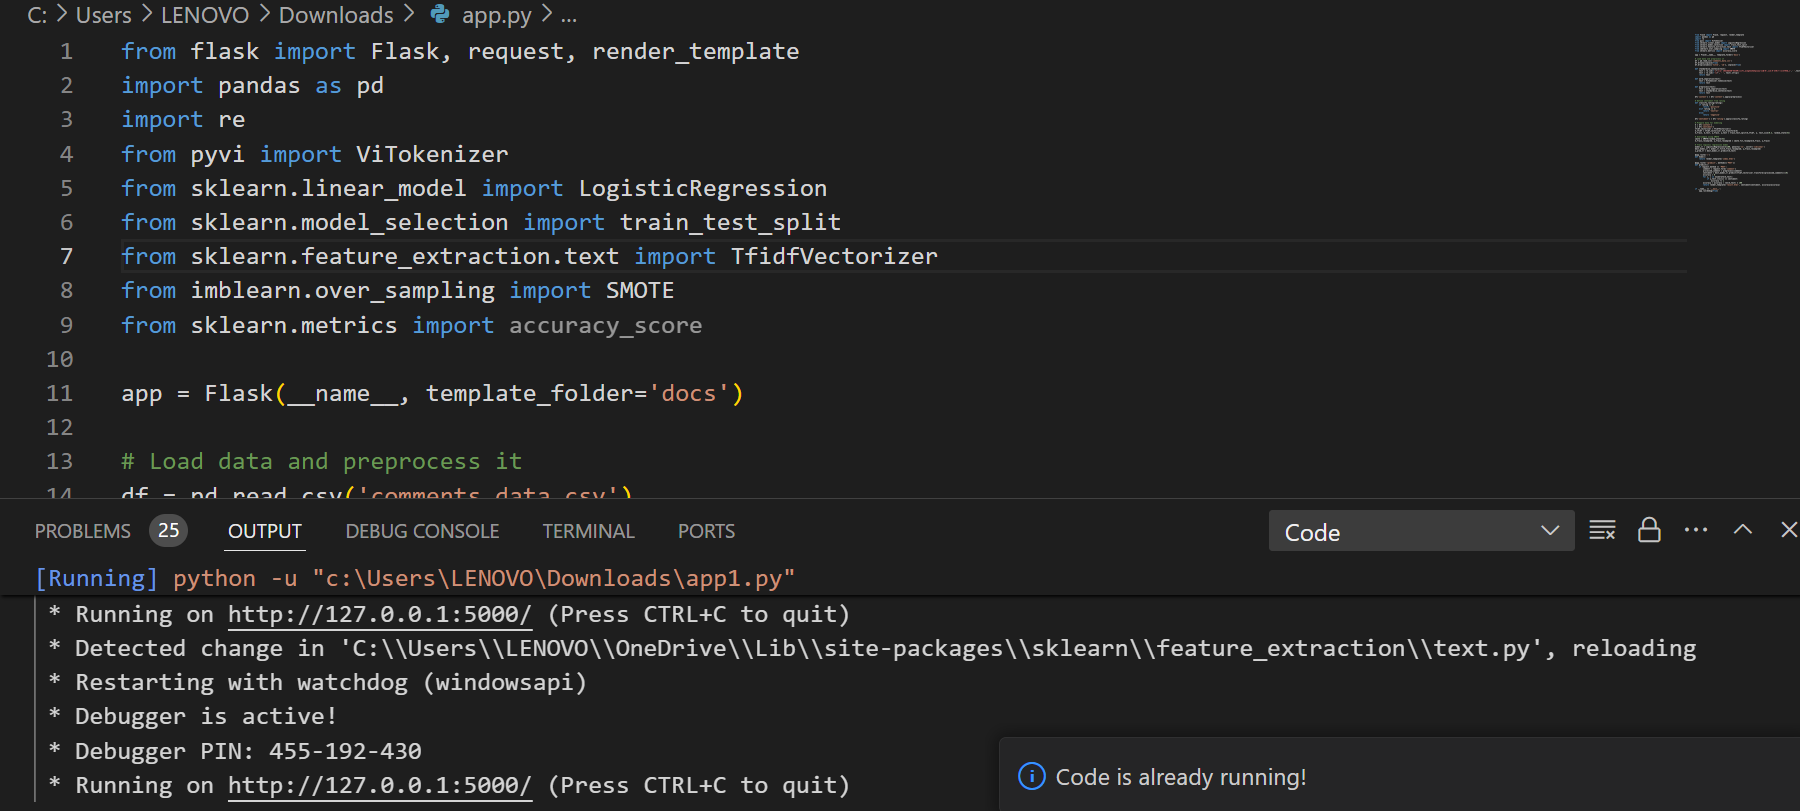 C: > Users > LENOVO > Downloads > app.py > ...
1 from flask import Flask, request, render_template
2 import pandas as pd
3 import re
4 from pyvi import ViTokenizer
5 from sklearn.linear_model import LogisticRegression
6 from sklearn.model_selection import train_test_split
7 from sklearn.feature_extraction.text import TfidfVectorizer
8 from imblearn.over_sampling import SMOTE
9 from sklearn.metrics import accuracy_score
10
11 app = Flask(__name__, template_folder='docs')
12
13 # Load data and preprocess it
14 df = pd.read_csv('comments_data.csv')
PROBLEMS 25 OUTPUT DEBUG CONSOLE TERMINAL PORTS Code
[Running] python -u "c:\Users\LENOVO\Downloads\app1.py"
* Running on http://127.0.0.1:5000/ (Press CTRL+C to quit)
* Detected change in 'C:\\Users\\LENOVO\\OneDrive\\Lib\\site-packages\\sklearn\\feature_extraction\\text.py', reloading
* Restarting with watchdog (windowsapi)
* Debugger is active!
* Debugger PIN: 455-192-430
* Running on http://127.0.0.1:5000/ (Press CTRL+C to quit)
Code is already running!